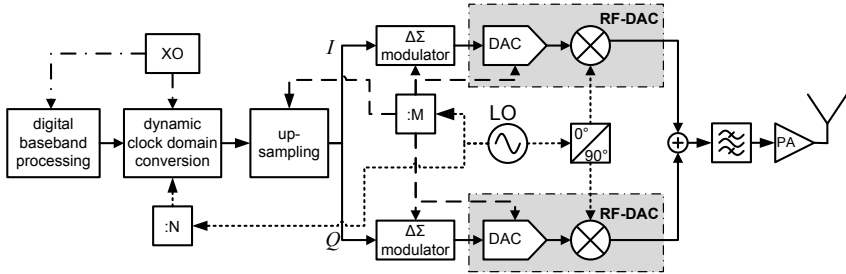 RF-DAC
XO
I
ΔΣ
modulator
DAC
digital
baseband
processing
dynamic
clock domain
conversion
up-
sampling
:M
LO
0°
90°
PA
:N
Q
ΔΣ
modulator
DAC
RF-DAC